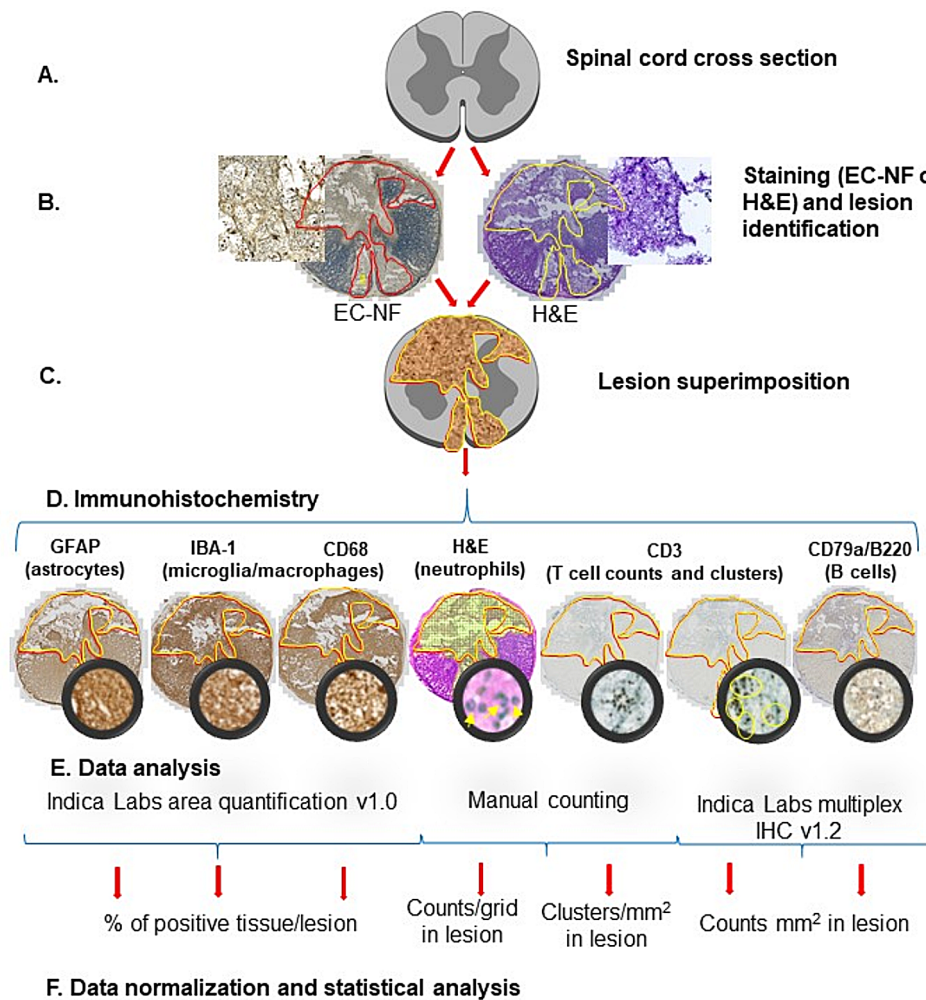 A.
Spinal cord cross section
B.
Staining (EC-NF o
H&E) and lesion
identification
EC-NF
H&E
C.
Lesion superimposition
D. Immunohistochemistry
GFAP
(astrocytes)
IBA-1
CD68
(microglia/macrophages)
H&E
(neutrophils)
CD3
(T cell counts and clusters)
CD79a/B220
(B cells)
E. Data analysis
Indica Labs area quantification v1.0
Manual counting
Indica Labs multiplex
IHC v1.2
% of positive tissue/lesion
Counts/grid
in lesion
Clusters/mm²
in lesion
Counts mm² in lesion
F. Data normalization and statistical analysis